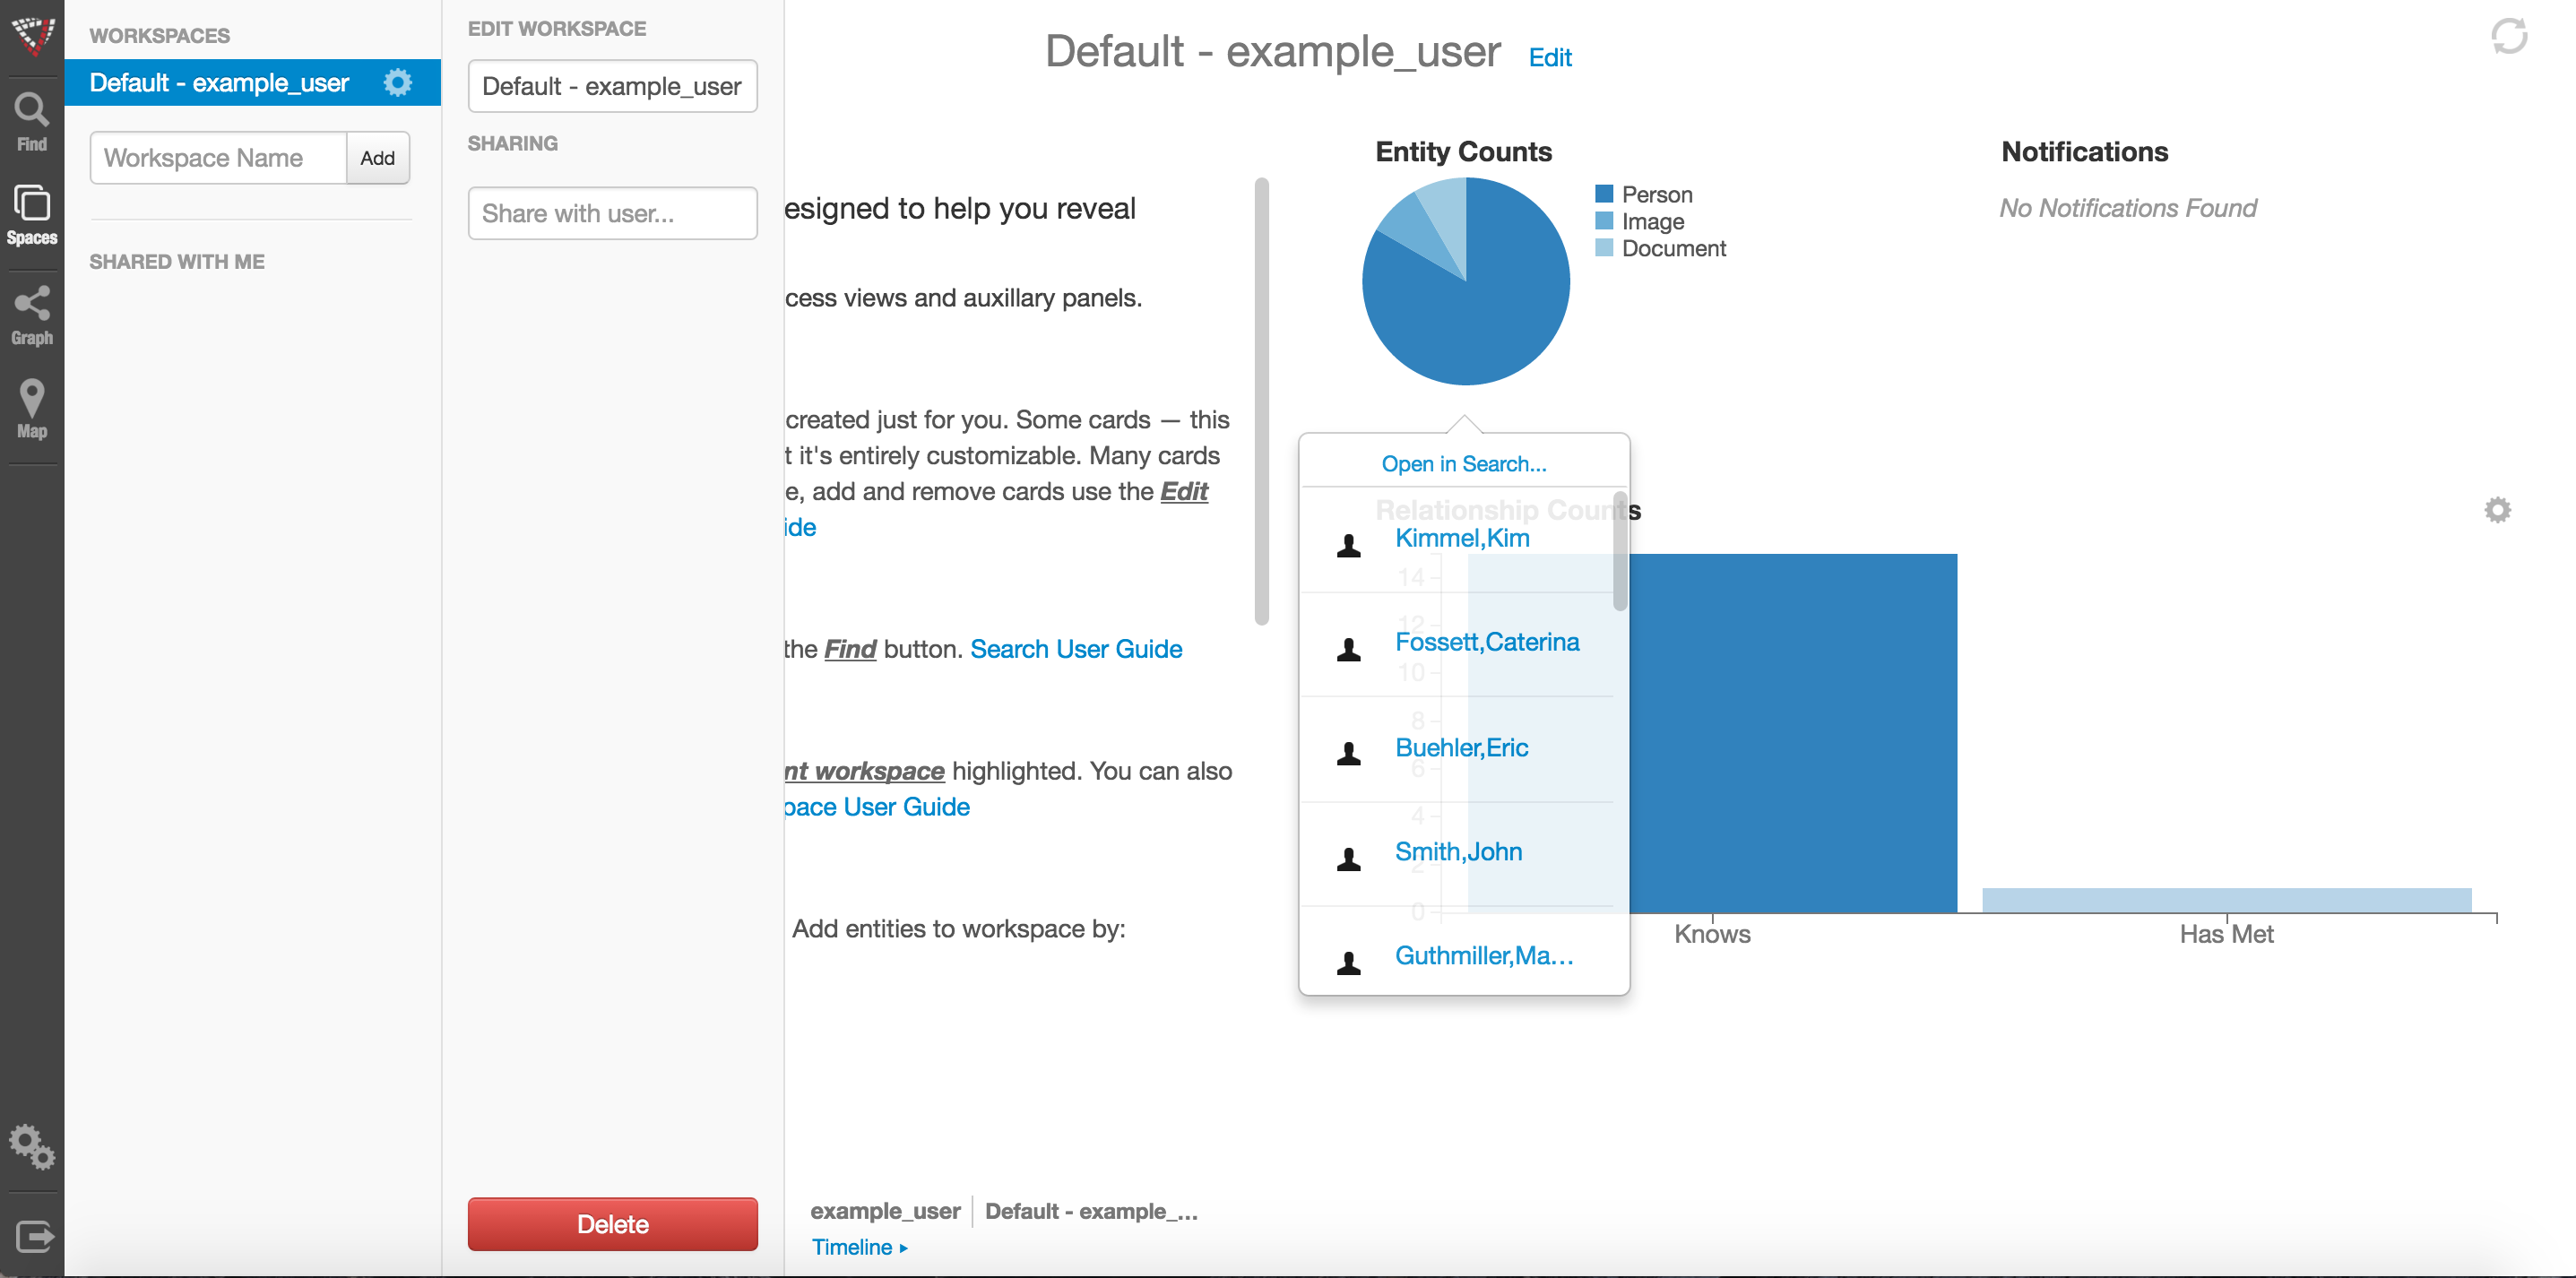 Find
Spaces
Graph
Map
WORKSPACES
Default - example_user
Workspace Name
Add
SHARED WITH ME
EDIT WORKSPACE
Default - example_user
SHARING
Share with user...
Delete
Default - example_user Edit
esigned to help you reveal
cess views and auxillary panels.
created just for you. Some cards — this
t it's entirely customizable. Many cards
e, add and remove cards use the Edit
ide
the Find button. Search User Guide
nt workspace highlighted. You can also
pace User Guide
Add entities to workspace by:
Entity Counts
Person
Image
Document
Notifications
No Notifications Found
Open in Search...
Relationship Counts
Kimmel,Kim
Fossett,Caterina
Buehler,Eric
Smith,John
Guthmiller,Ma...
14
12
10
8
6
4
2
0
Knows
Has Met
example_user
Default - example_...
Timeline ▸